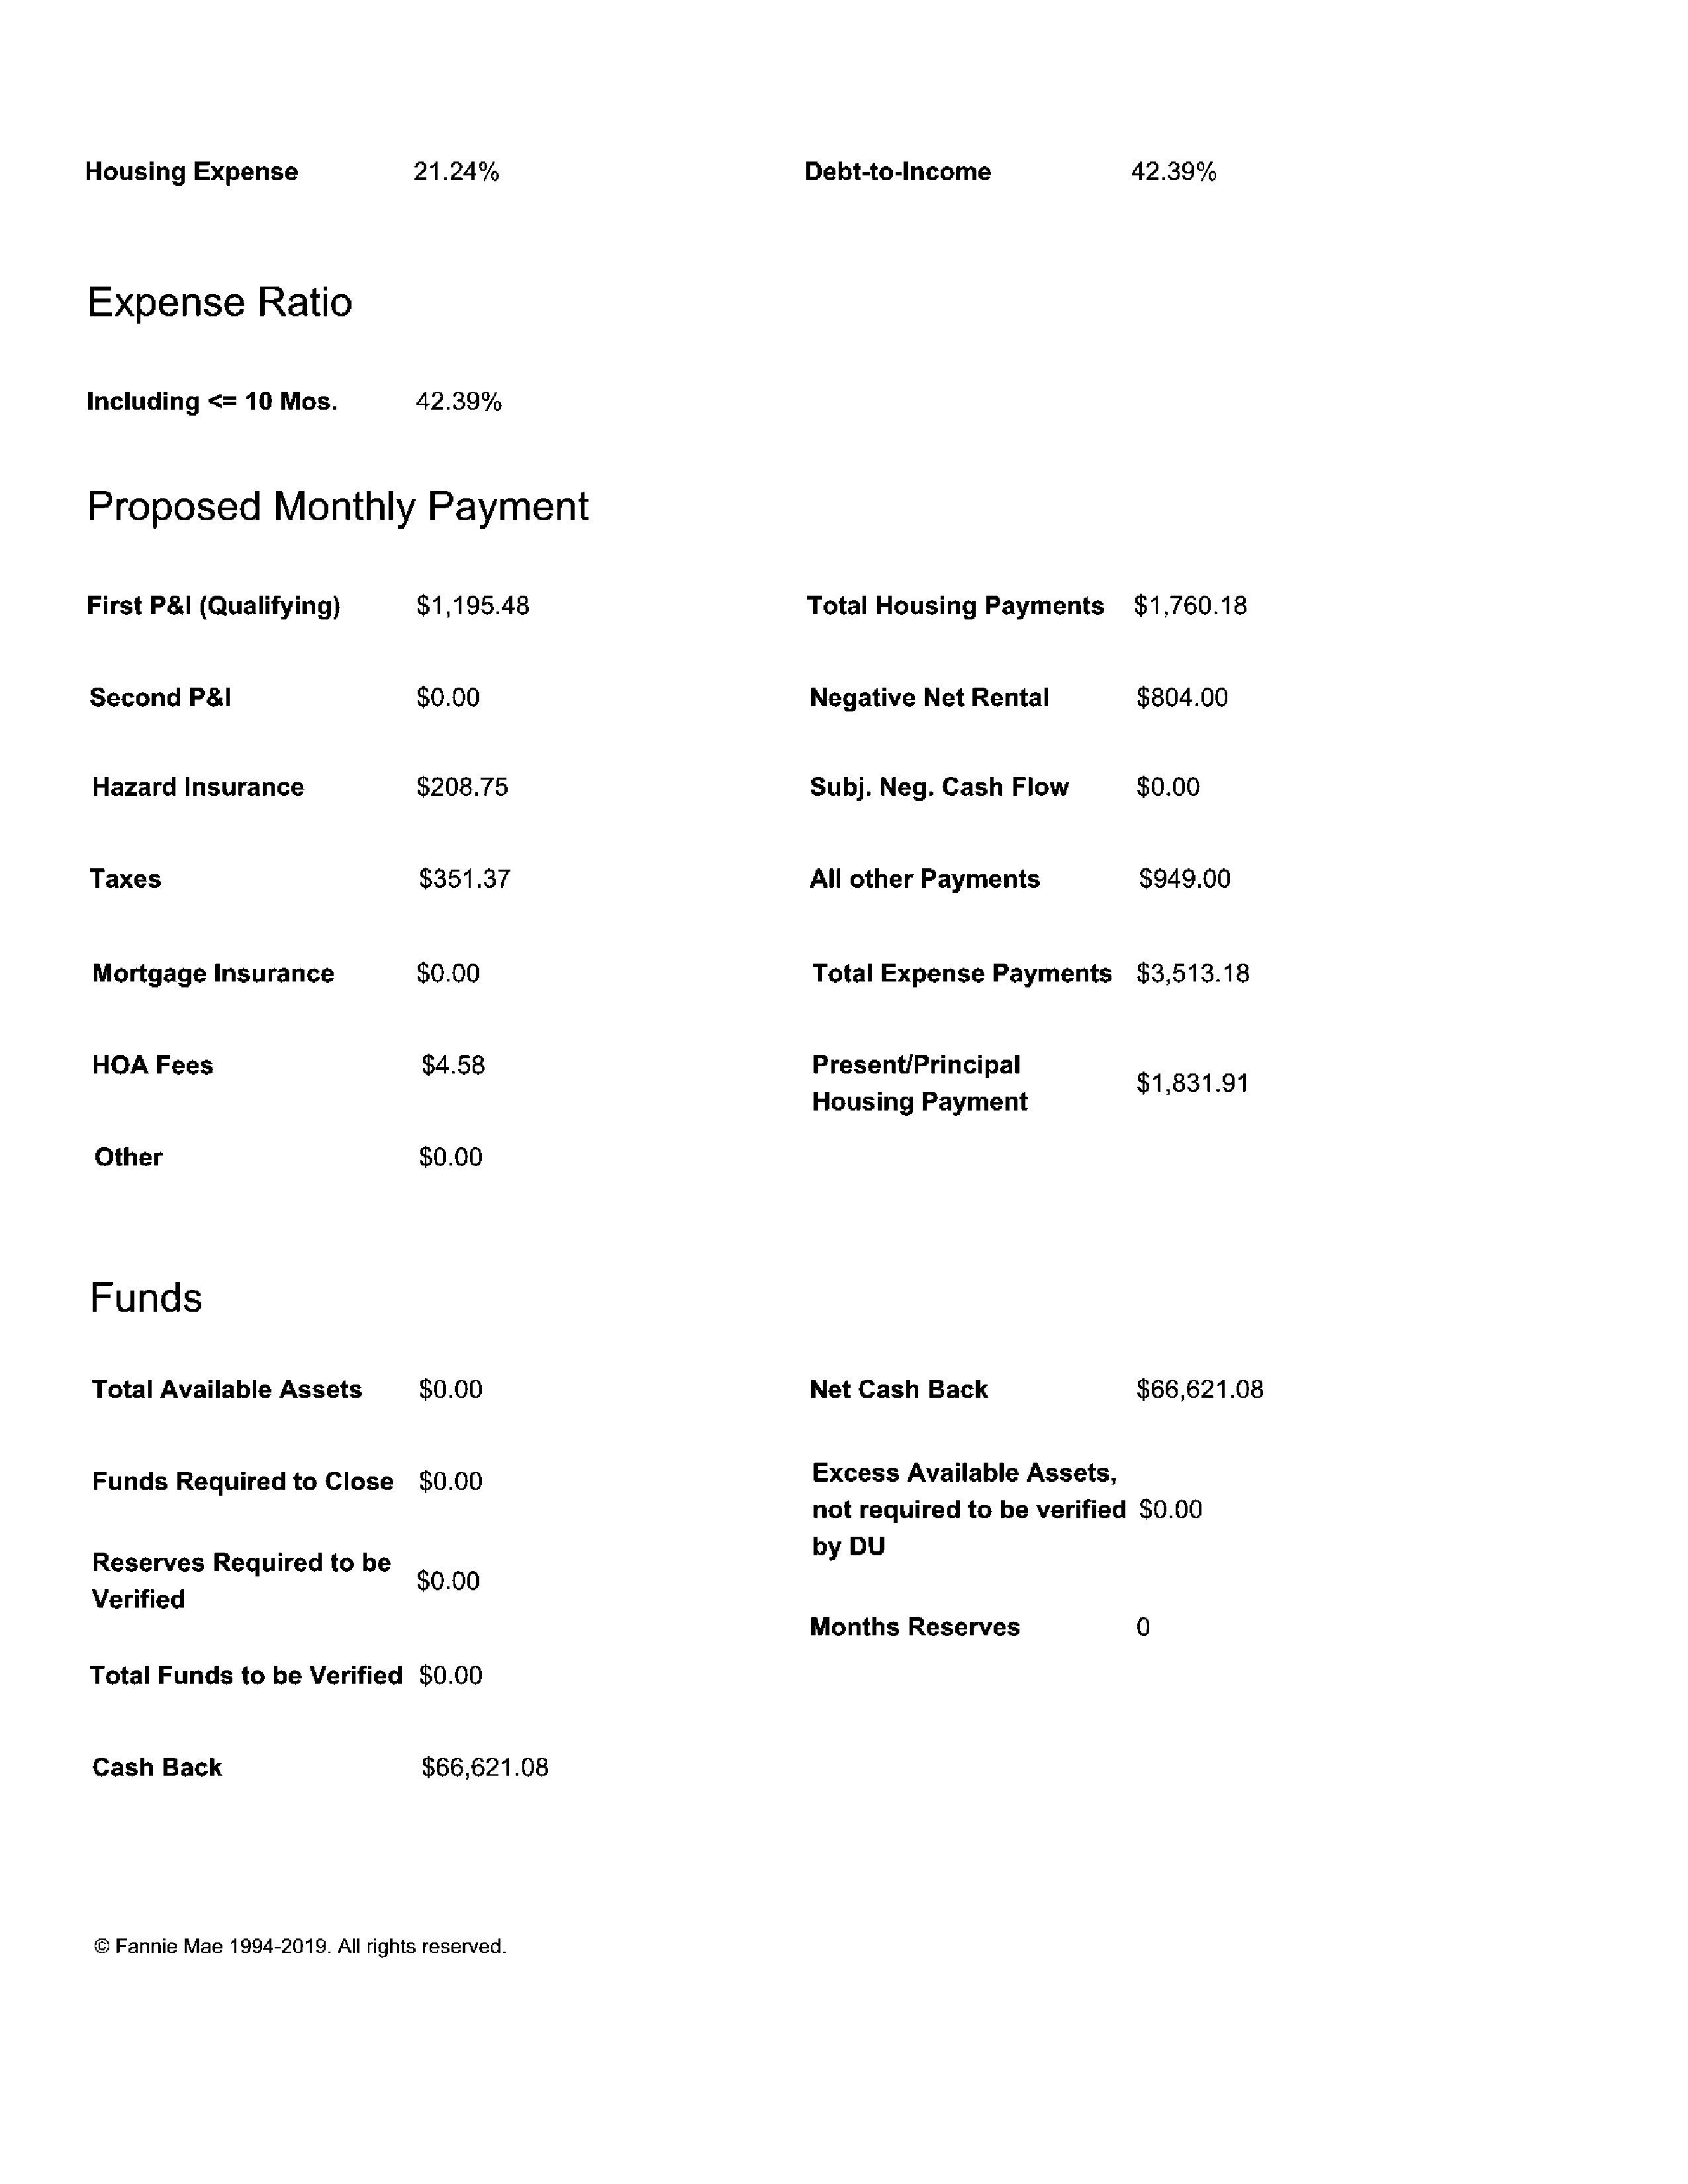 Housing Expense 21.24% Debt-to-Income 42.39%
Expense Ratio
Including <= 10 Mos. 42.39%
Proposed Monthly Payment
First P&I (Qualifying) $1,195.48 Total Housing Payments $1,760.18
Second P&I $0.00 Negative Net Rental $804.00
Hazard Insurance $208.75 Subj. Neg. Cash Flow $0.00
Taxes $351.37 All other Payments $949.00
Mortgage Insurance $0.00 Total Expense Payments $3,513.18
HOA Fees $4.58 Present/Principal
Housing Payment $1,831.91
Other $0.00
Funds
Total Available Assets $0.00 Net Cash Back $66,621.08
Funds Required to Close $0.00 Excess Available Assets,
not required to be verified $0.00
by DU
Reserves Required to be
Verified $0.00
Months Reserves 0
Total Funds to be Verified $0.00
Cash Back $66,621.08
© Fannie Mae 1994-2019. All rights reserved.